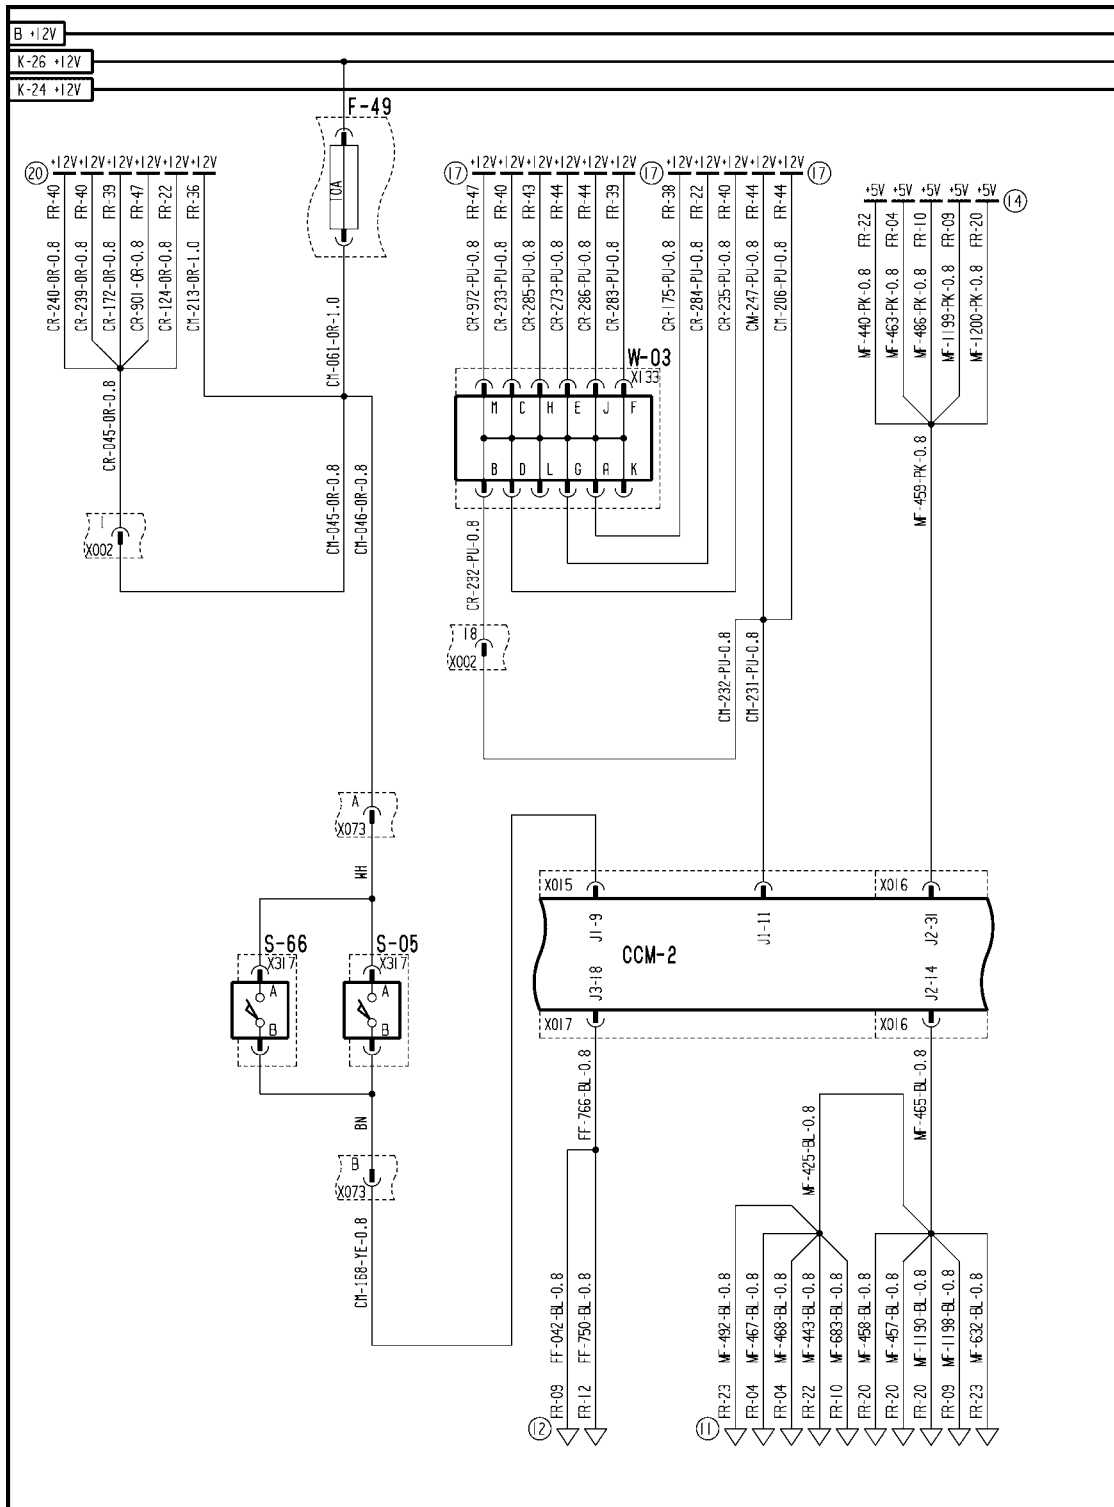 B +12V
K-26 +12V
K-24 +12V
F-49
10A
20
+12V +12V +12V +12V +12V +12V
FR-40 FR-40 FR-39 FR-47 FR-22 FR-36
CR-240-OR-0.8
CR-239-OR-0.8
CR-172-OR-0.8
CR-901-OR-0.8
CR-124-OR-0.8
CM-213-OR-1.0
CM-061-OR-1.0
17
+12V +12V +12V +12V +12V +12V
FR-47 FR-40 FR-43 FR-44 FR-44 FR-39
CR-972-PU-0.8
CR-233-PU-0.8
CR-285-PU-0.8
CR-273-PU-0.8
CR-286-PU-0.8
CR-283-PU-0.8
17
+12V +12V +12V +12V +12V
17
FR-38 FR-22 FR-40 FR-44 FR-44
CR-175-PU-0.8
CR-284-PU-0.8
CR-235-PU-0.8
CM-247-PU-0.8
CM-206-PU-0.8
+5V +5V +5V +5V +5V
14
FR-22 FR-04 FR-10 FR-09 FR-20
MF-440-PK-0.8
MF-463-PK-0.8
MF-486-PK-0.8
MF-1199-PK-0.8
MF-1200-PK-0.8
W-03
X133
M C H E J F
B D L G A K
CR-045-OR-0.8
CM-045-OR-0.8
CM-046-OR-0.8
MF-459-PK-0.8
1
X002
CR-232-PU-0.8
18
X002
CM-232-PU-0.8
CM-231-PU-0.8
A
X073
WH
X015
X016
J1-9
J1-11
J2-31
CCM-2
J3-18
J2-14
X017
X016
S-66
X317
A
B
S-05
X317
A
B
BN
B
X073
CM-168-YE-0.8
FF-766-BL-0.8
MF-425-BL-0.8
MF-465-BL-0.8
FF-042-BL-0.8
FF-750-BL-0.8
MF-492-BL-0.8
MF-467-BL-0.8
MF-468-BL-0.8
MF-443-BL-0.8
MF-683-BL-0.8
MF-458-BL-0.8
MF-457-BL-0.8
MF-1190-BL-0.8
MF-1198-BL-0.8
MF-632-BL-0.8
FR-09 FR-12
FR-23 FR-04 FR-04 FR-22 FR-10 FR-20 FR-20 FR-20 FR-09 FR-23
12
11